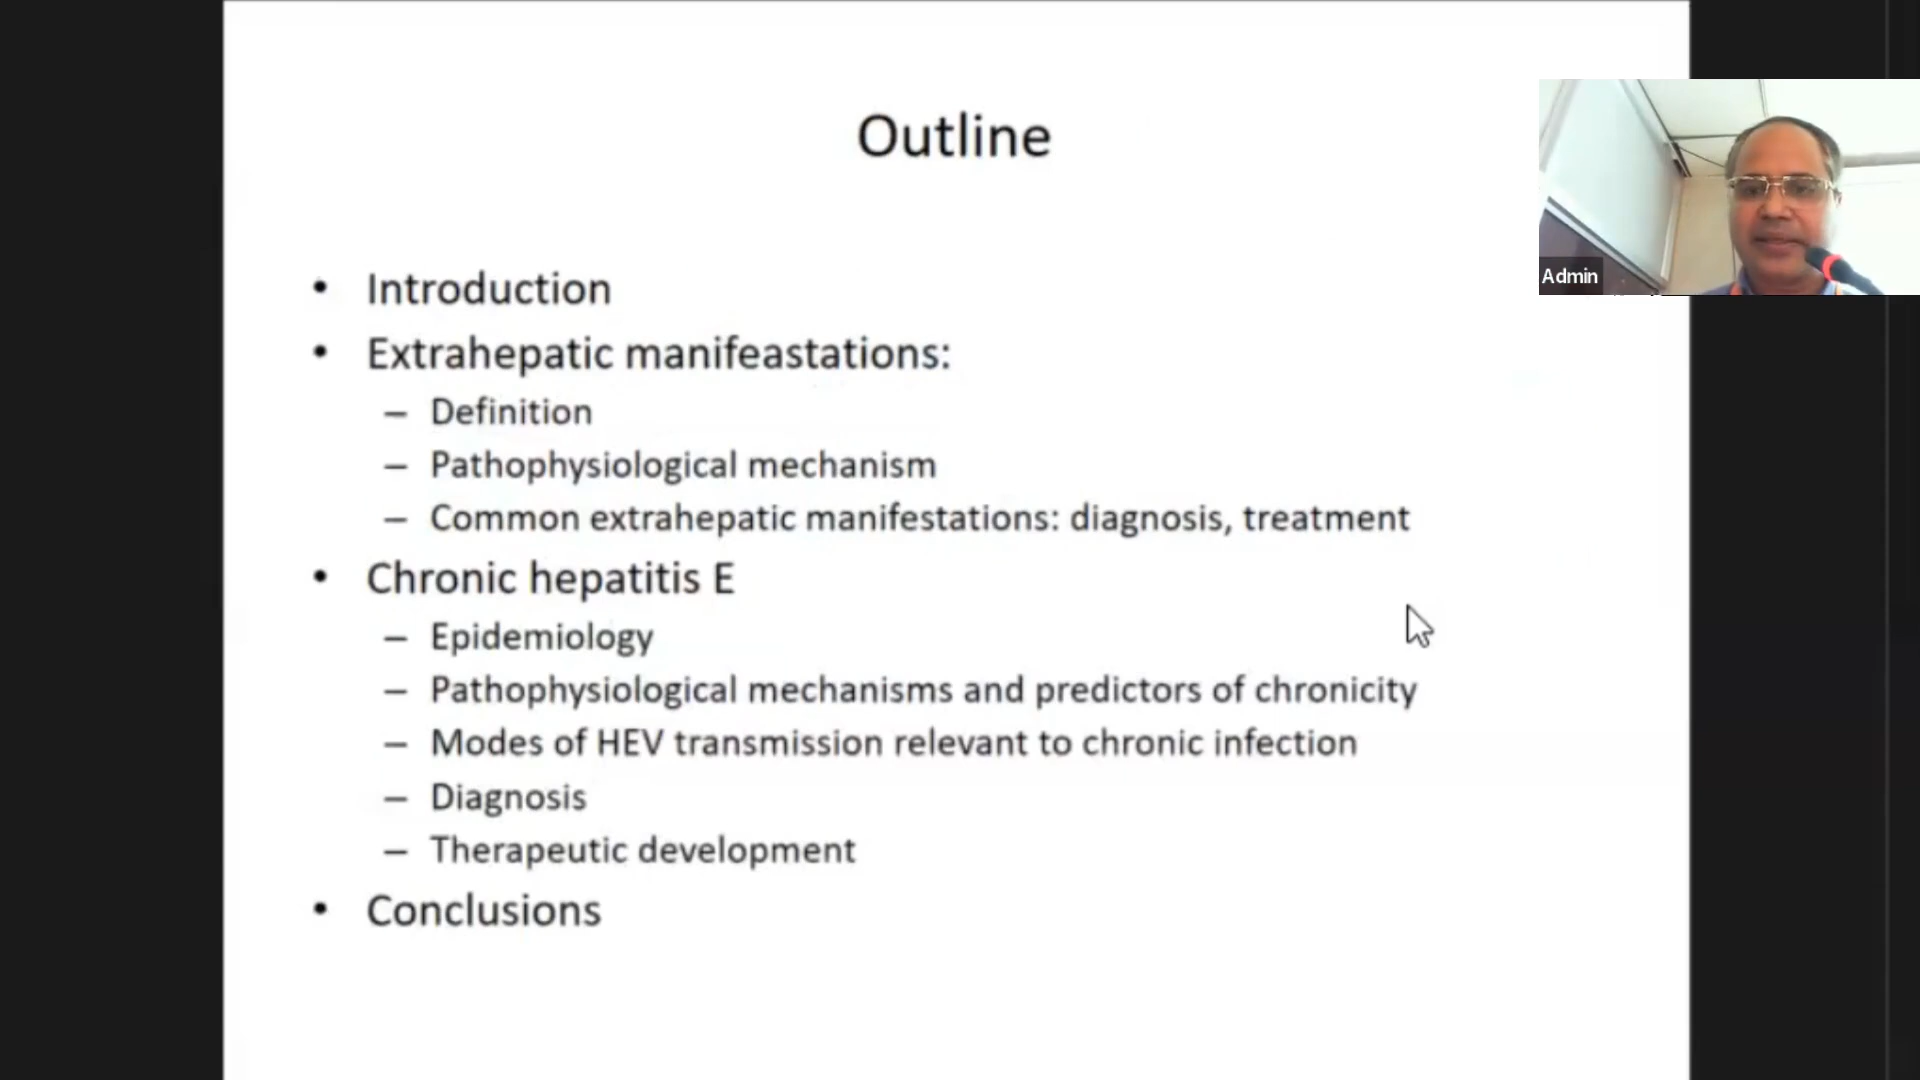 Outline
• Introduction
• Extrahepatic manifeastations:
– Definition
– Pathophysiological mechanism
– Common extrahepatic manifestations: diagnosis, treatment
• Chronic hepatitis E
– Epidemiology
– Pathophysiological mechanisms and predictors of chronicity
– Modes of HEV transmission relevant to chronic infection
– Diagnosis
– Therapeutic development
• Conclusions
Admin